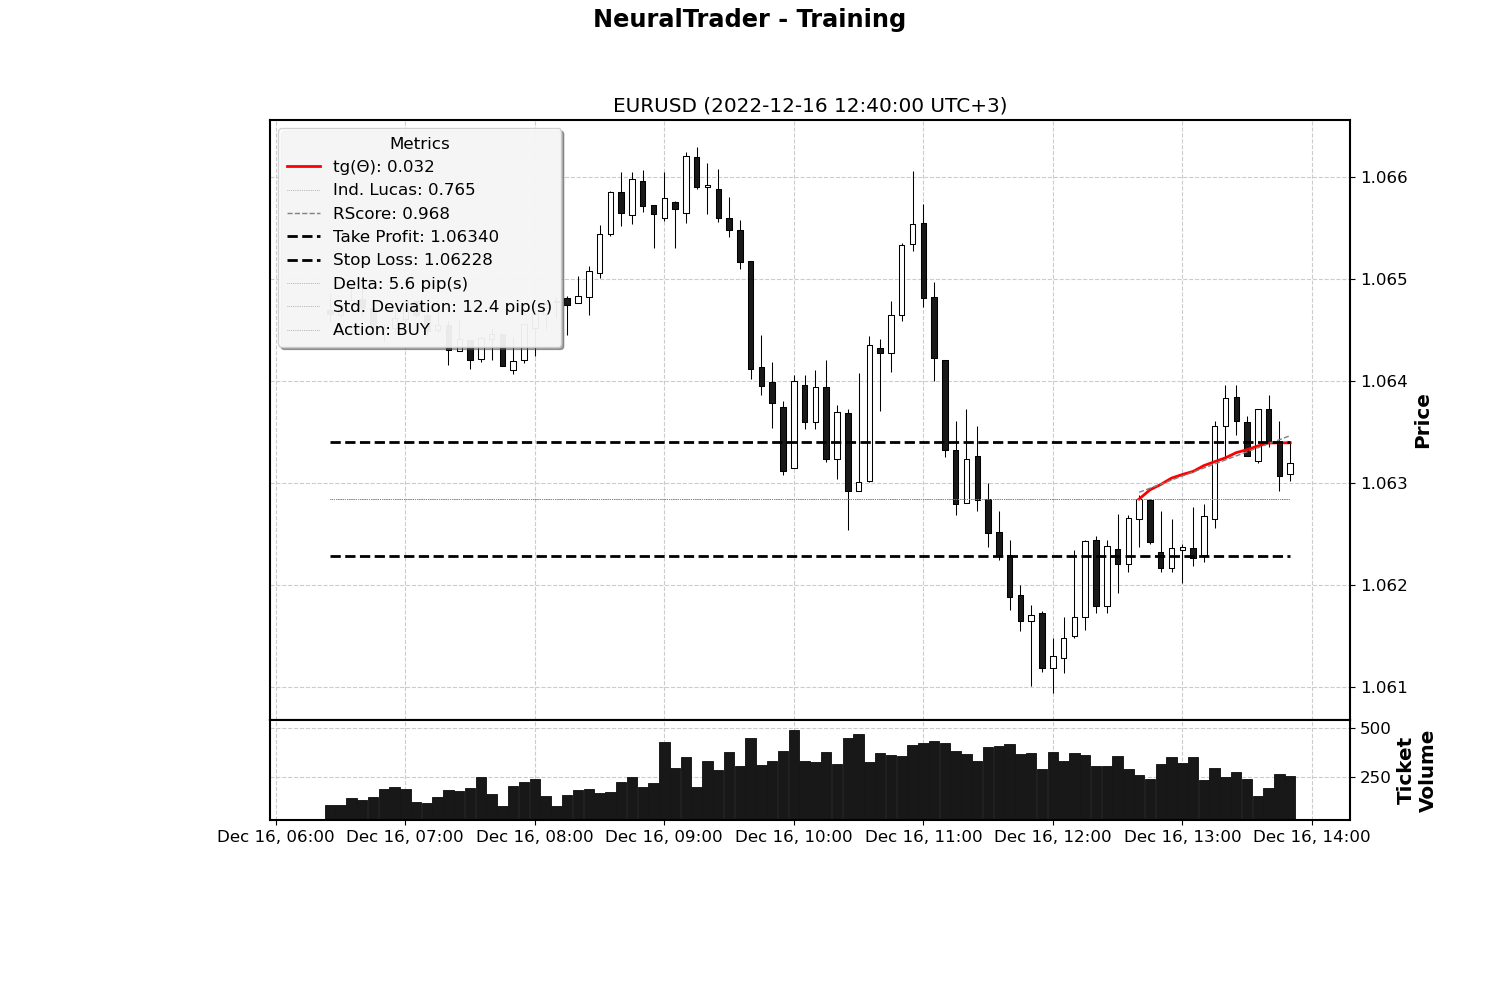 NeuralTrader - Training
EURUSD (2022-12-16 12:40:00 UTC+3)
Metrics
tg(Θ): 0.032
Ind. Lucas: 0.765
RScore: 0.968
Take Profit: 1.06340
Stop Loss: 1.06228
Delta: 5.6 pip(s)
Std. Deviation: 12.4 pip(s)
Action: BUY
1.066
1.065
1.064
1.063
1.062
1.061
Price
500
250
Ticket
Volume
Dec 16, 06:00 Dec 16, 07:00 Dec 16, 08:00 Dec 16, 09:00 Dec 16, 10:00 Dec 16, 11:00 Dec 16, 12:00 Dec 16, 13:00 Dec 16, 14:00